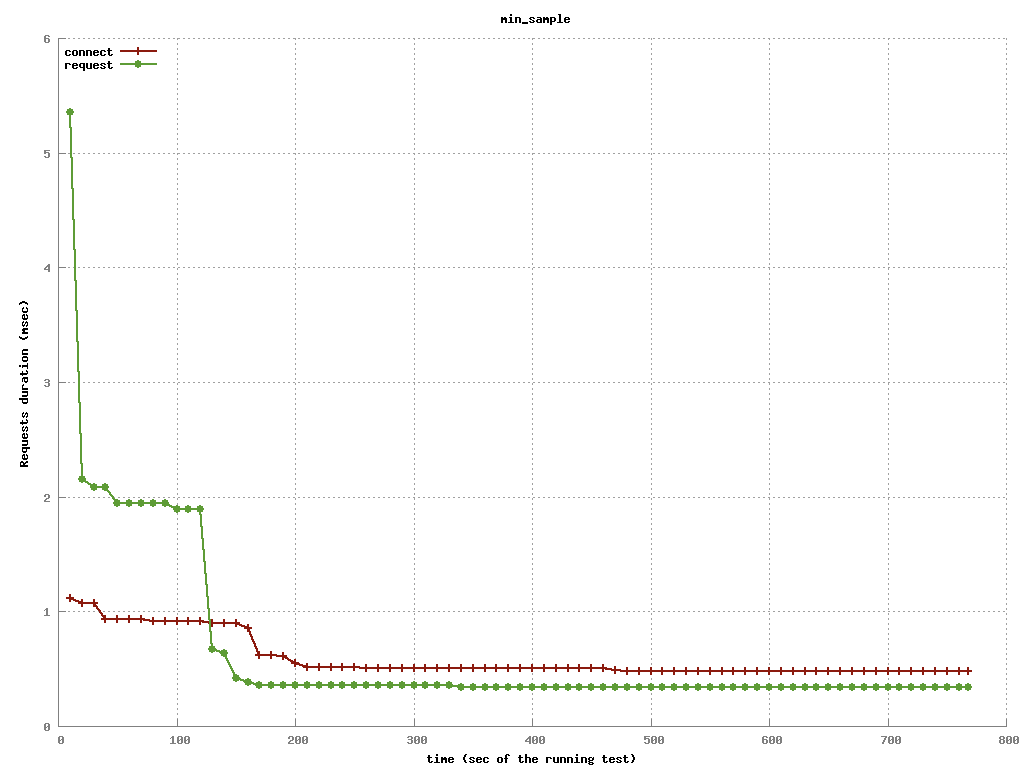 min_sample
connect
request
6
5
4
3
2
1
0
Requests duration (msec)
0 100 200 300 400 500 600 700 800
time (sec of the running test)